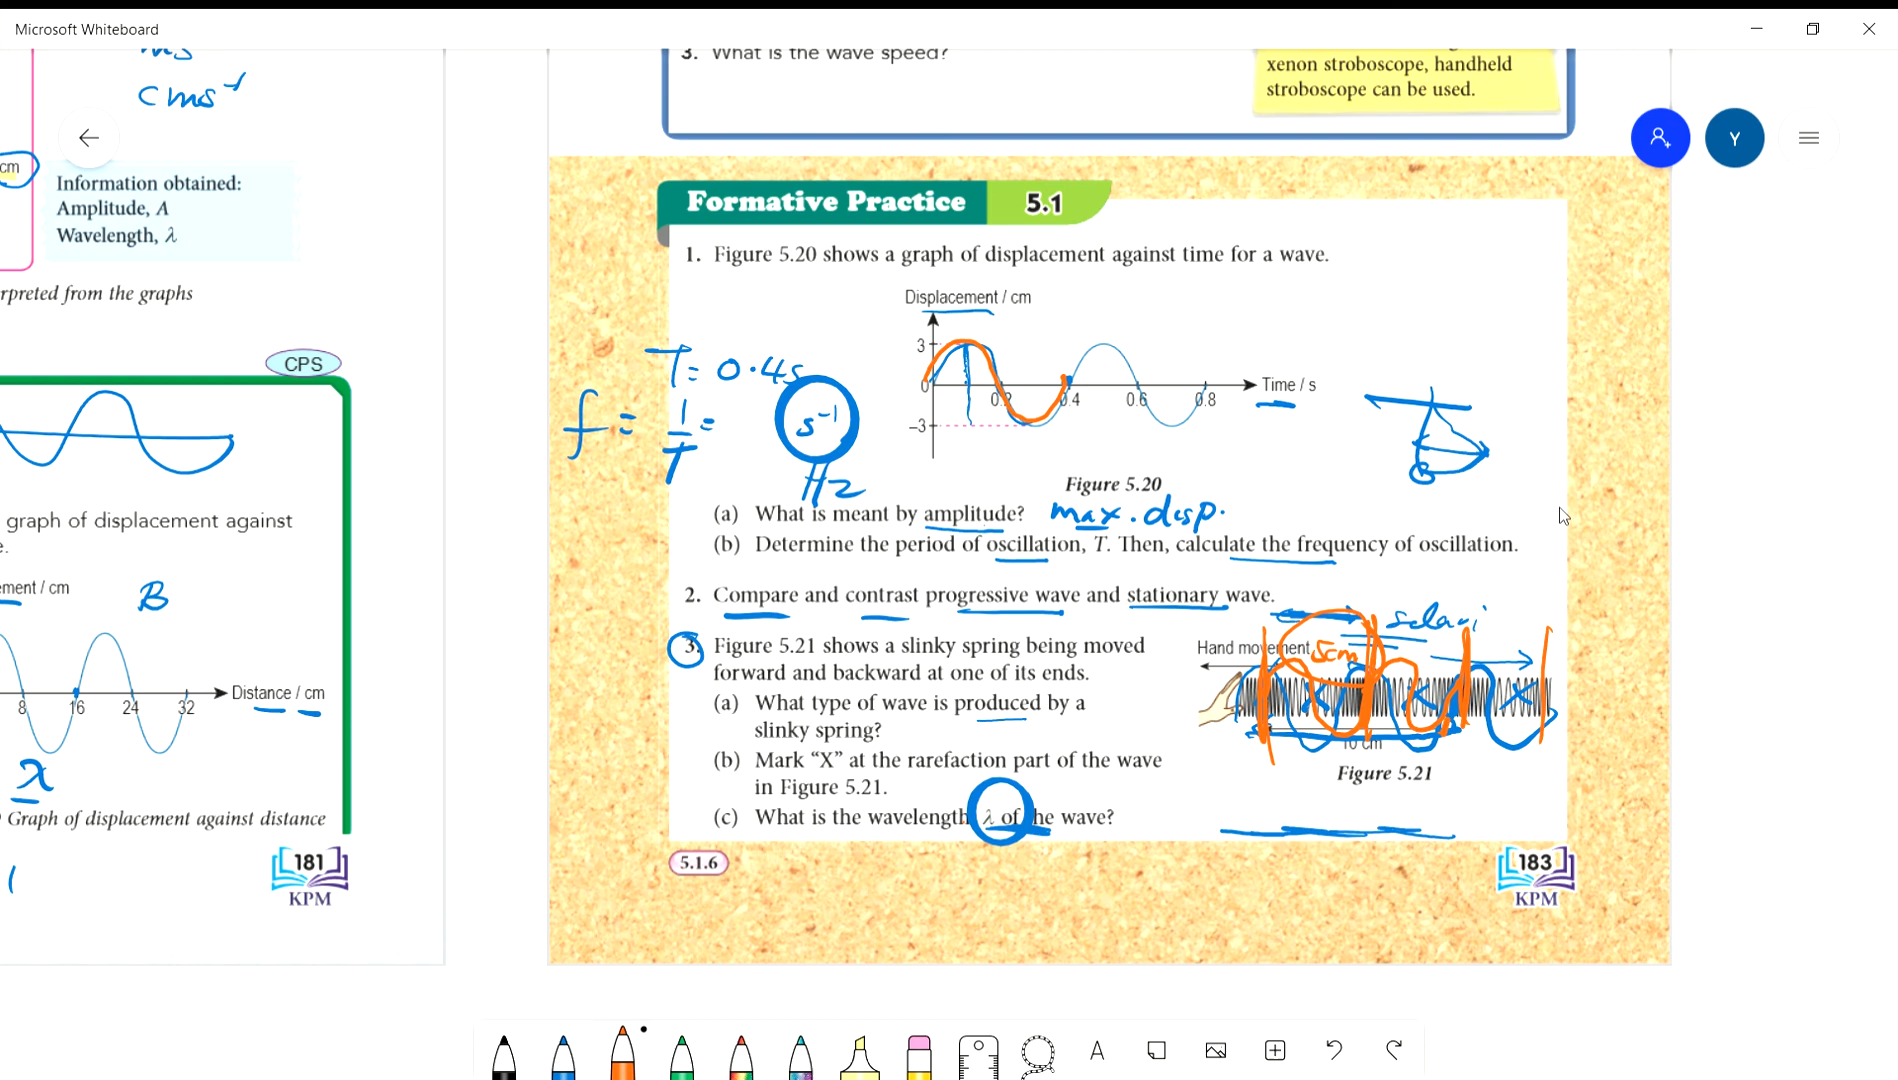 Microsoft Whiteboard
cms⁻¹
cm
Information obtained:
Amplitude, A
Wavelength, λ
rpreted from the graphs
CPS
graph of displacement against
ement / cm
B
8
16
24
32
Distance / cm
λ
Graph of displacement against distance
181
KPM
3. What is the wave speed?
xenon stroboscope, handheld
stroboscope can be used.
Y
Formative Practice 5.1
1. Figure 5.20 shows a graph of displacement against time for a wave.
Displacement / cm
3
0
-3
0.2
0.4
0.6
0.8
Time / s
T = 0.4s
f = 1/T = s⁻¹
Hz
Figure 5.20
(a) What is meant by amplitude? max. disp.
(b) Determine the period of oscillation, T. Then, calculate the frequency of oscillation.
2. Compare and contrast progressive wave and stationary wave.
selari
3. Figure 5.21 shows a slinky spring being moved
forward and backward at one of its ends.
(a) What type of wave is produced by a
slinky spring?
(b) Mark “X” at the rarefaction part of the wave
in Figure 5.21.
(c) What is the wavelength, λ of the wave?
Hand movement
5cm
X
X
X
10 cm
Figure 5.21
5.1.6
183
KPM
A